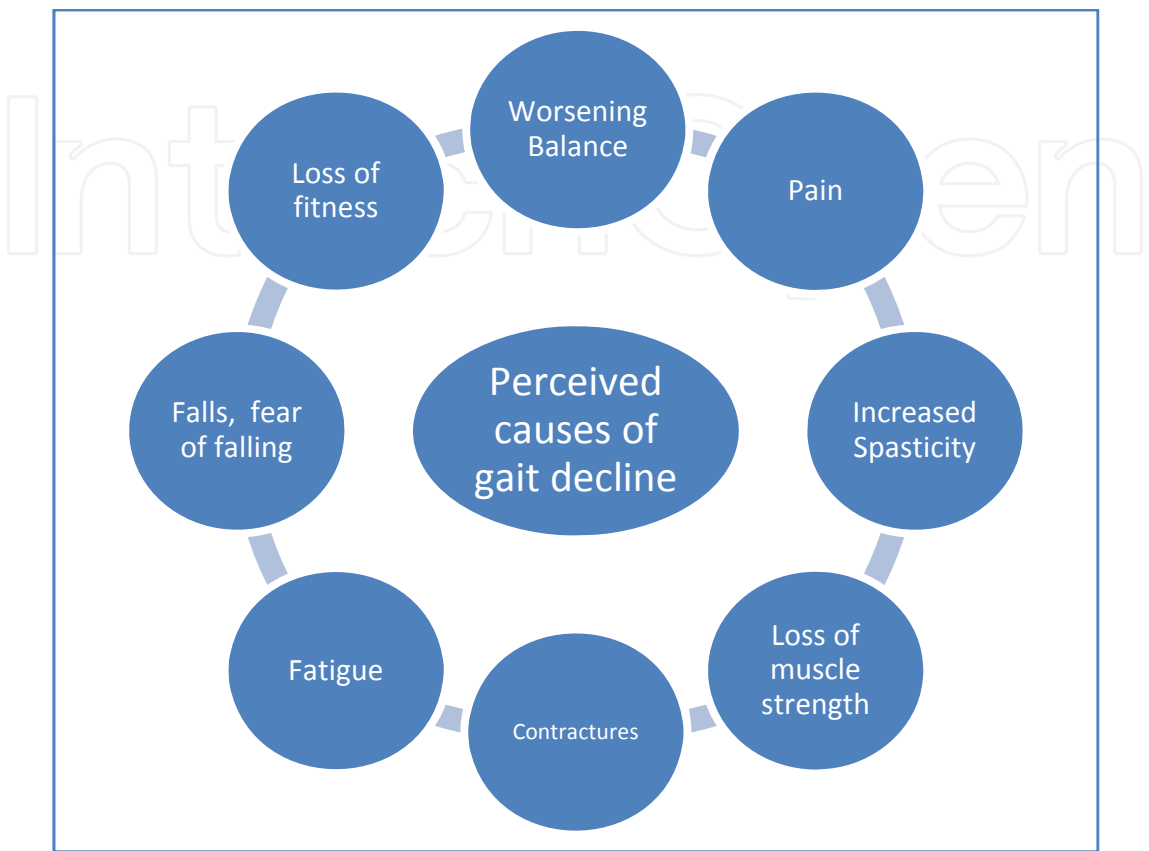 Worsening
Balance
Pain
Increased
Spasticity
Loss of
muscle
strength
Contractures
Fatigue
Falls, fear
of falling
Loss of
fitness
Perceived
causes of
gait decline